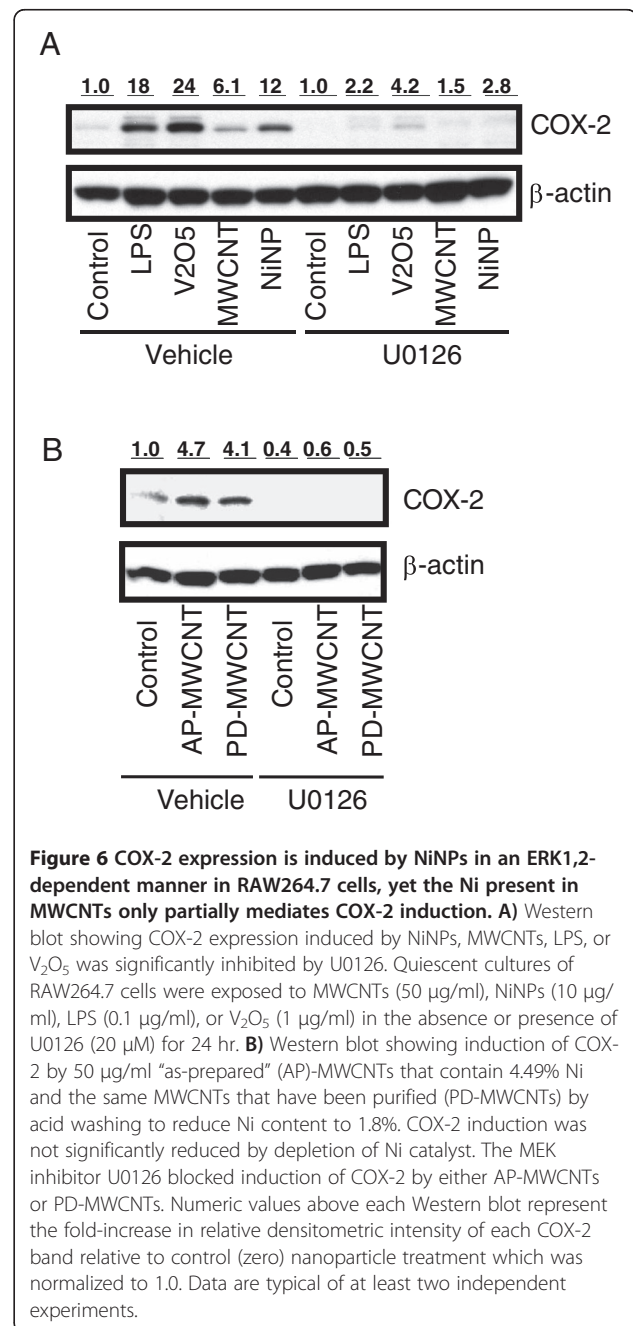 A
1.0 18 24 6.1 12 1.0 2.2 4.2 1.5 2.8
COX-2
β-actin
Control LPS V2O5 MWCNT NiNP Control LPS V2O5 MWCNT NiNP
Vehicle U0126
B
1.0 4.7 4.1 0.4 0.6 0.5
COX-2
β-actin
Control AP-MWCNT PD-MWCNT Control AP-MWCNT PD-MWCNT
Vehicle U0126
Figure 6 COX-2 expression is induced by NiNPs in an ERK1,2-
dependent manner in RAW264.7 cells, yet the Ni present in
MWCNTs only partially mediates COX-2 induction. A) Western
blot showing COX-2 expression induced by NiNPs, MWCNTs, LPS, or
V₂O₅ was significantly inhibited by U0126. Quiescent cultures of
RAW264.7 cells were exposed to MWCNTs (50 μg/ml), NiNPs (10 μg/
ml), LPS (0.1 μg/ml), or V₂O₅ (1 μg/ml) in the absence or presence of
U0126 (20 μM) for 24 hr. B) Western blot showing induction of COX-
2 by 50 μg/ml “as-prepared” (AP)-MWCNTs that contain 4.49% Ni
and the same MWCNTs that have been purified (PD-MWCNTs) by
acid washing to reduce Ni content to 1.8%. COX-2 induction was
not significantly reduced by depletion of Ni catalyst. The MEK
inhibitor U0126 blocked induction of COX-2 by either AP-MWCNTs
or PD-MWCNTs. Numeric values above each Western blot represent
the fold-increase in relative densitometric intensity of each COX-2
band relative to control (zero) nanoparticle treatment which was
normalized to 1.0. Data are typical of at least two independent
experiments.